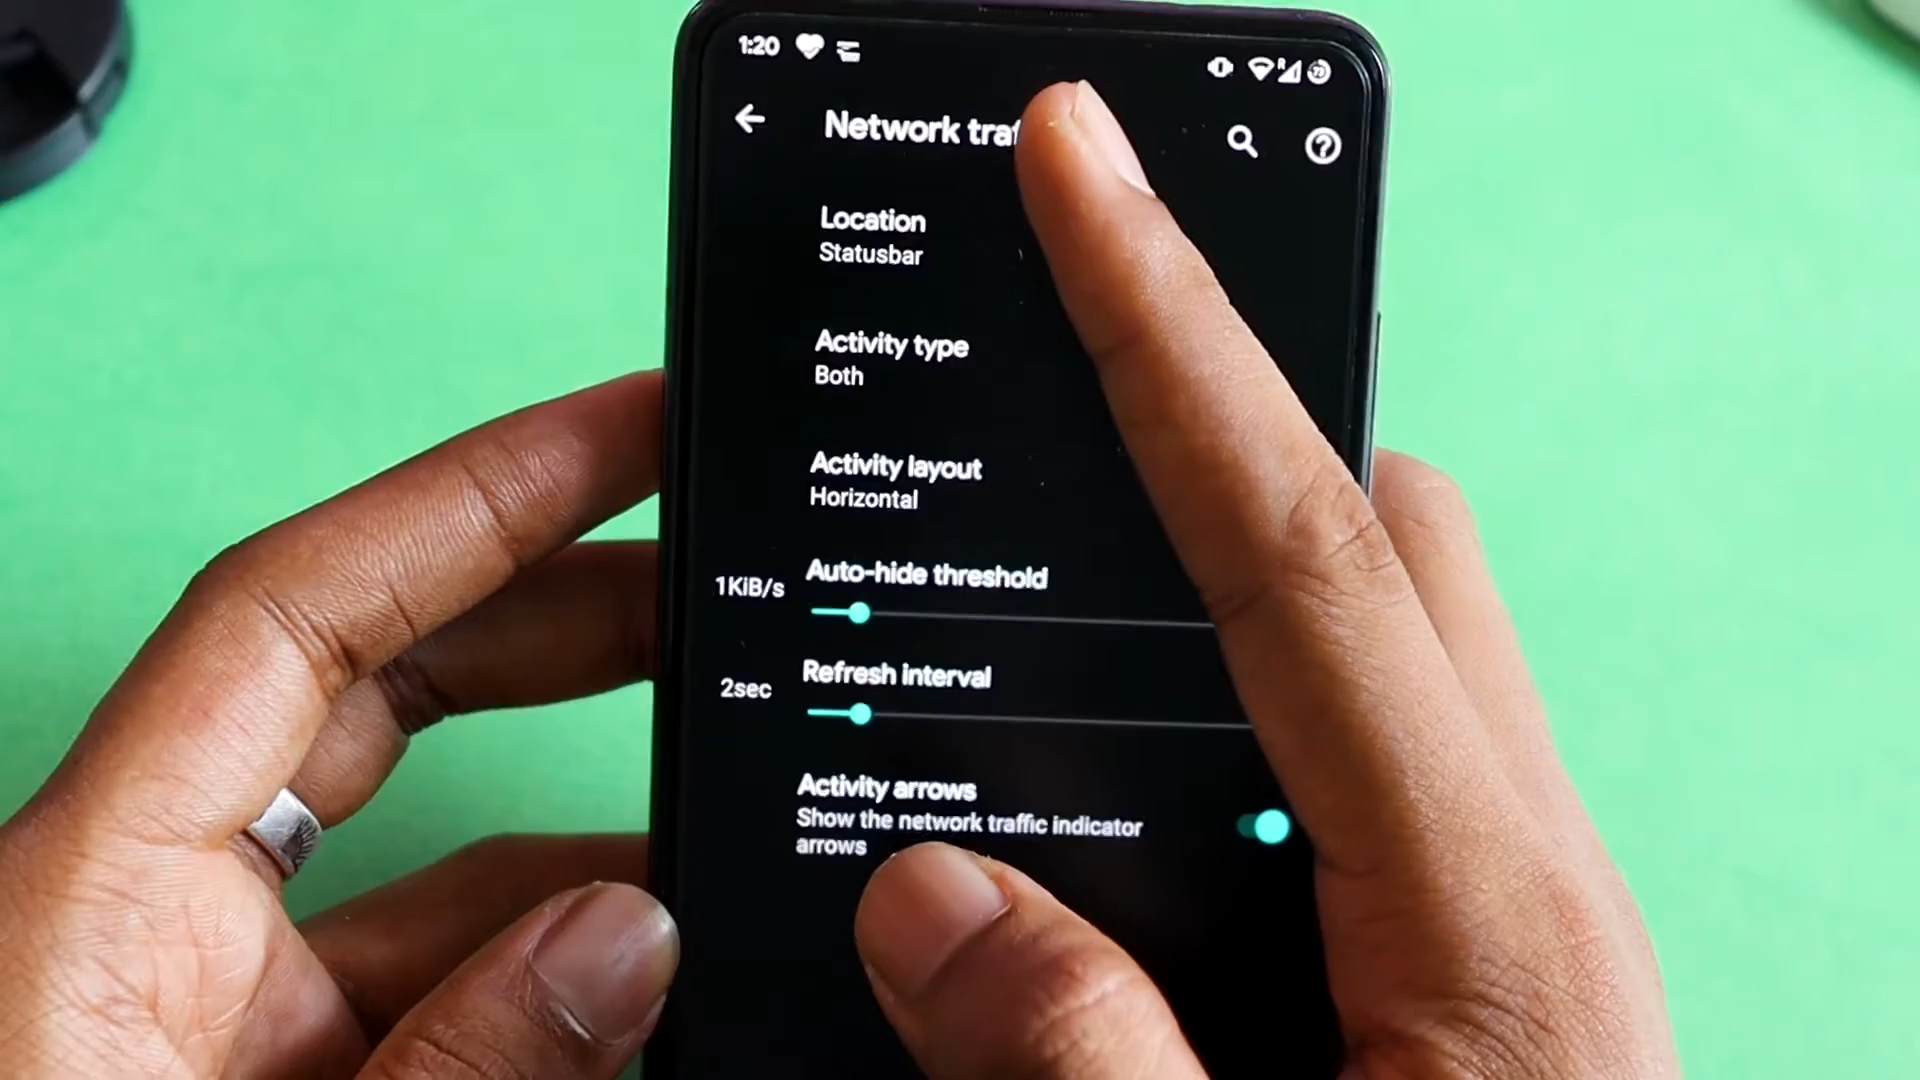 1:20
R
73
Network traf
Location
Statusbar
Activity type
Both
Activity layout
Horizontal
1KiB/s
Auto-hide threshold
2sec
Refresh interval
Activity arrows
Show the network traffic indicator
arrows